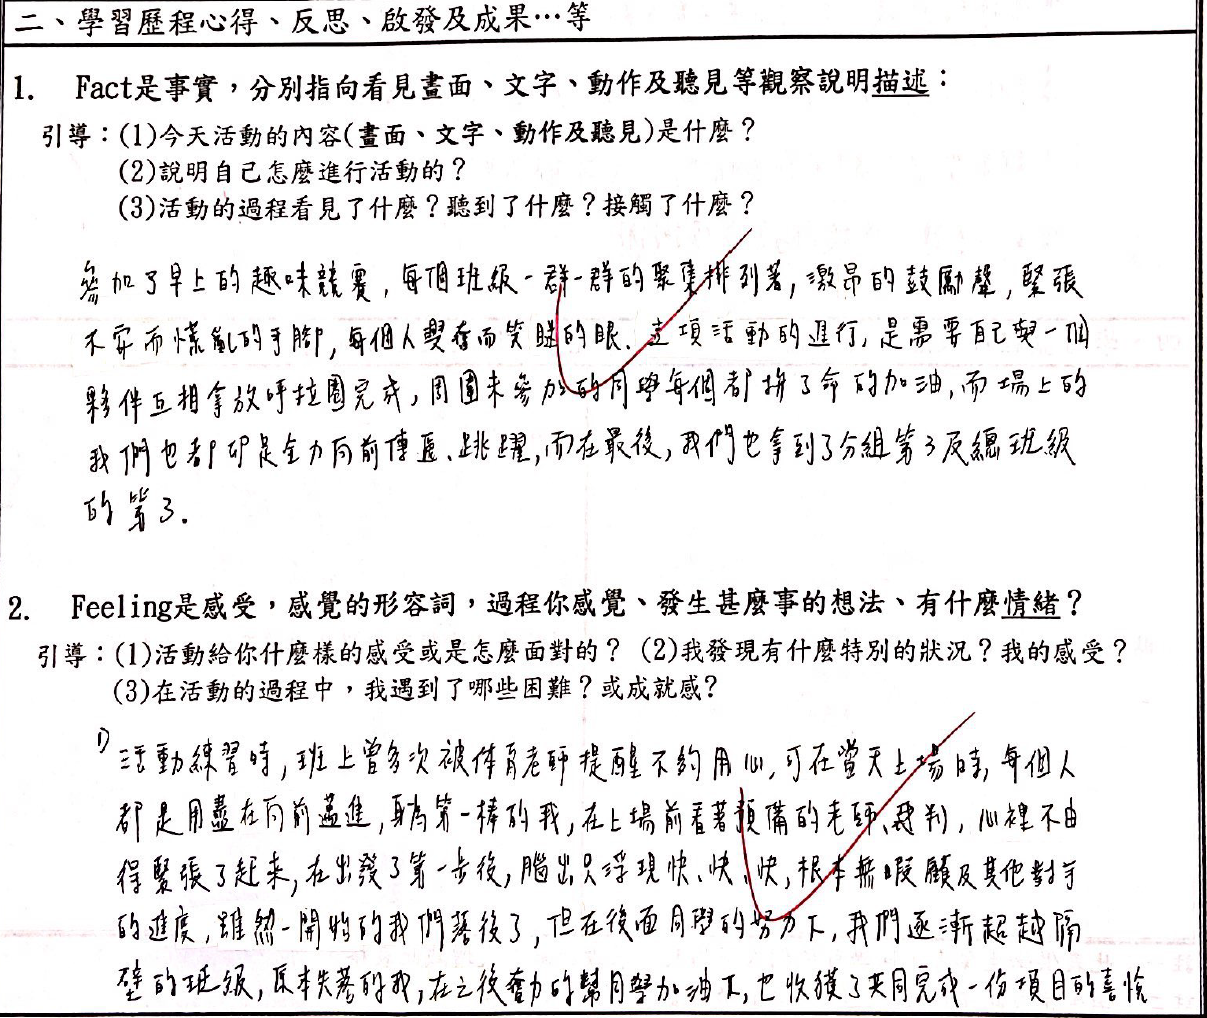 二、學習歷程心得、反思、啟發及成果…等
1. Fact是事實，分別指向看見畫面、文字、動作及聽見等觀察說明描述：
引導：(1)今天活動的內容(畫面、文字、動作及聽見)是什麼？
(2)說明自己怎麼進行活動的？
(3)活動的過程看見了什麼？聽到了什麼？接觸了什麼？
參加了早上的趣味競賽，每個班級一群一群的聚集排列著，激昂的鼓勵聲，緊張
不安而慌亂的手腳，每個人興奮而笑瞇的眼、這項活動的進行，是需要自己與一個
夥伴互相拿放呼拉圈完成，周圍未參加的同學每個都拚了命的加油，而場上的
我們也都是全力向前傳遞、跳躍，而在最後，我們也拿到了分組第3及總班級
的第3.
2. Feeling是感受，感覺的形容詞，過程你感覺、發生甚麼事的想法、有什麼情緒？
引導：(1)活動給你什麼樣的感受或是怎麼面對的？ (2)我發現有什麼特別的狀況？我的感受？
(3)在活動的過程中，我遇到了哪些困難？或成就感？
1) 活動練習時，班上曾多次被体育老師提醒不夠用心，可在當天上場時，每個人
都是用盡在向前邁進，身為第一棒的我，在上場前看著預備的老師、裁判，心裡不由
得緊張了起來，在出發了第一步後，腦出只浮現快、快、快，根本無暇顧及其他對手
的進度，雖然一開始的我們落後了，但在後面同學的努力下，我們逐漸超越隔
壁的班級，原本失落的我，在之後奮力的幫同學加油下，也收獲了共同完成一份項目的喜悅